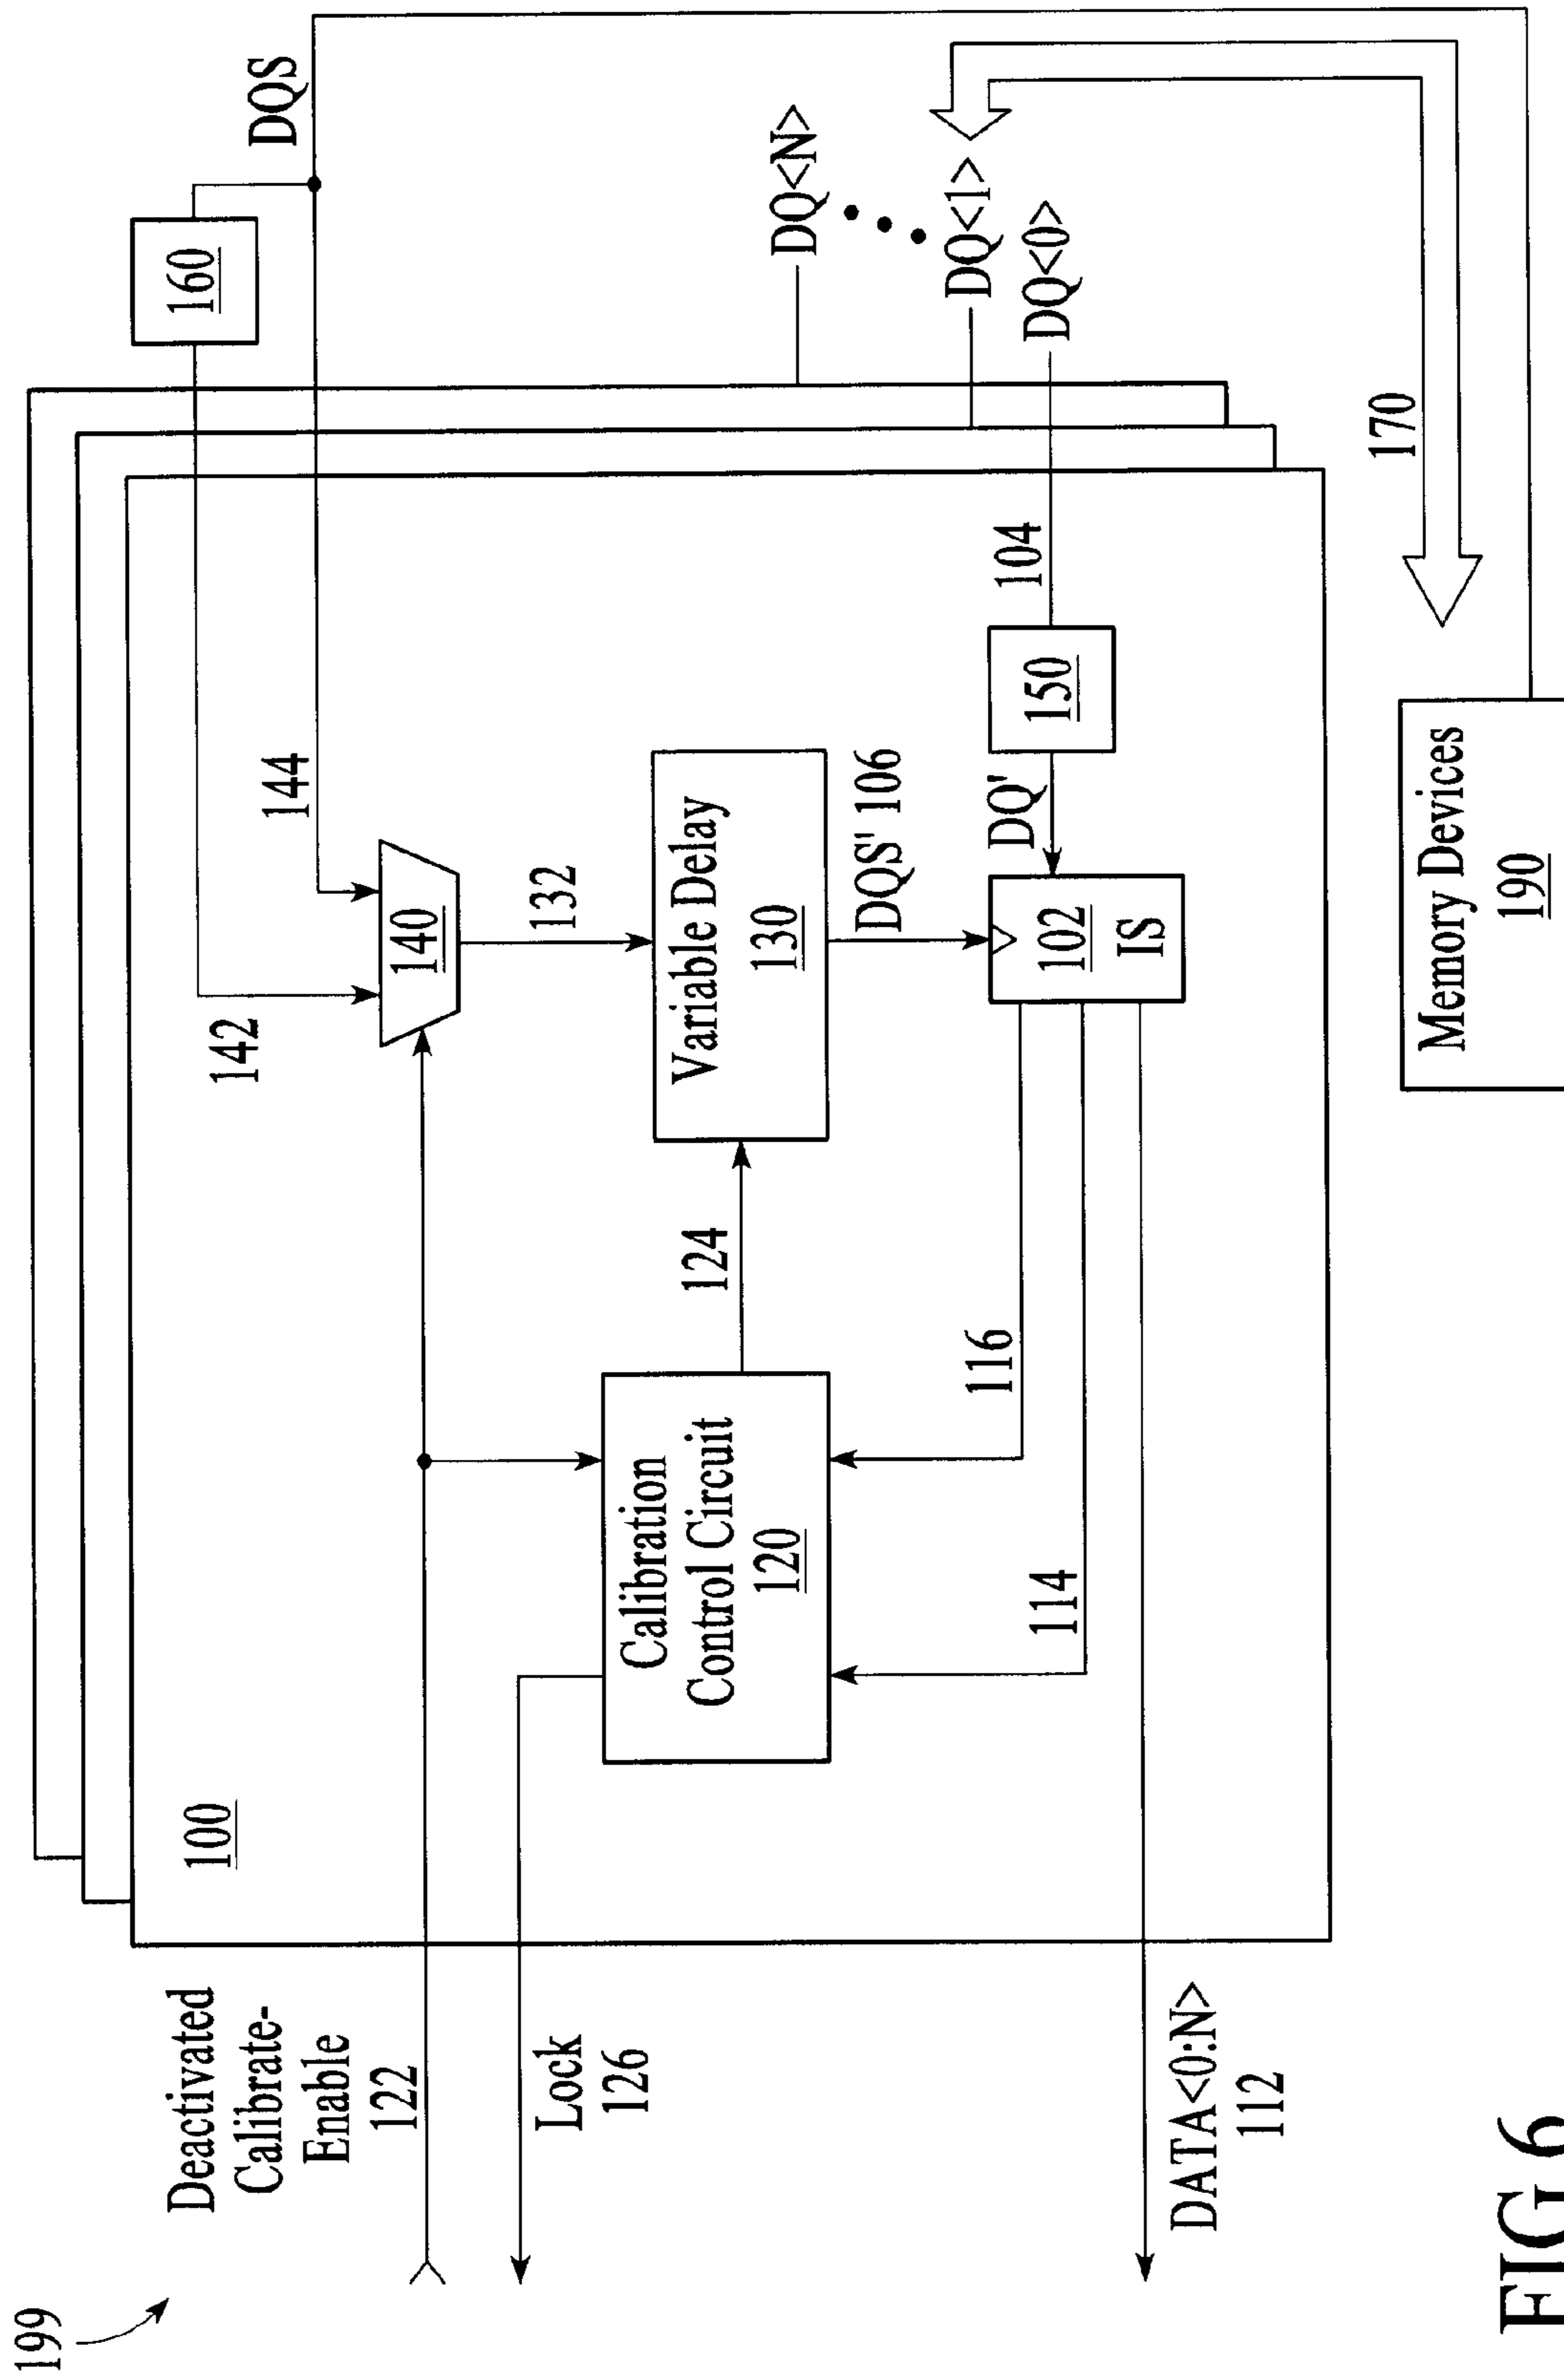 199
Deactivated
Calibrate-
Enable
122
Lock
126
DATA<0:N>
112
100
142
144
160
DQS
140
132
Calibration
Control Circuit
120
124
Variable Delay
130
DQS' 106
116
114
102
IS
DQ'
150
104
DQ<N>
DQ<1>
DQ<0>
170
Memory Devices
190
FIG 6